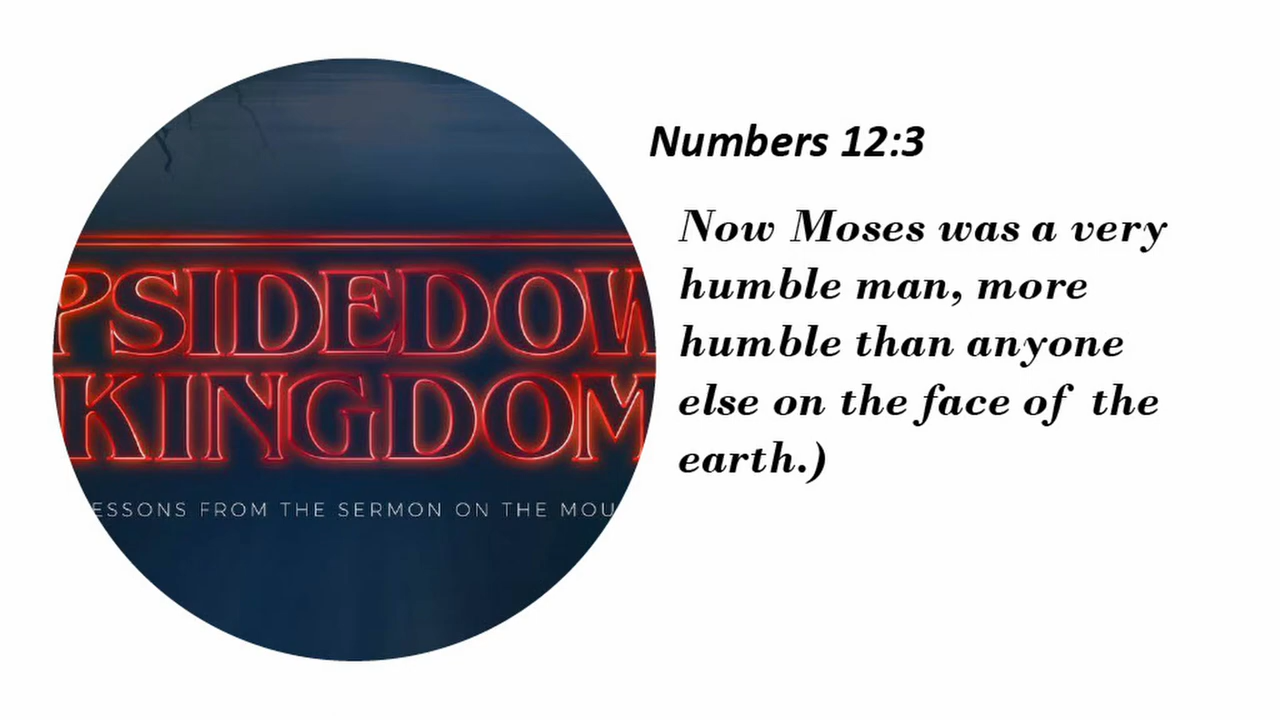 PSIDEDOW
KINGDOM
ESSONS FROM THE SERMON ON THE MOU
Numbers 12:3
Now Moses was a very
humble man, more
humble than anyone
else on the face of the
earth.)